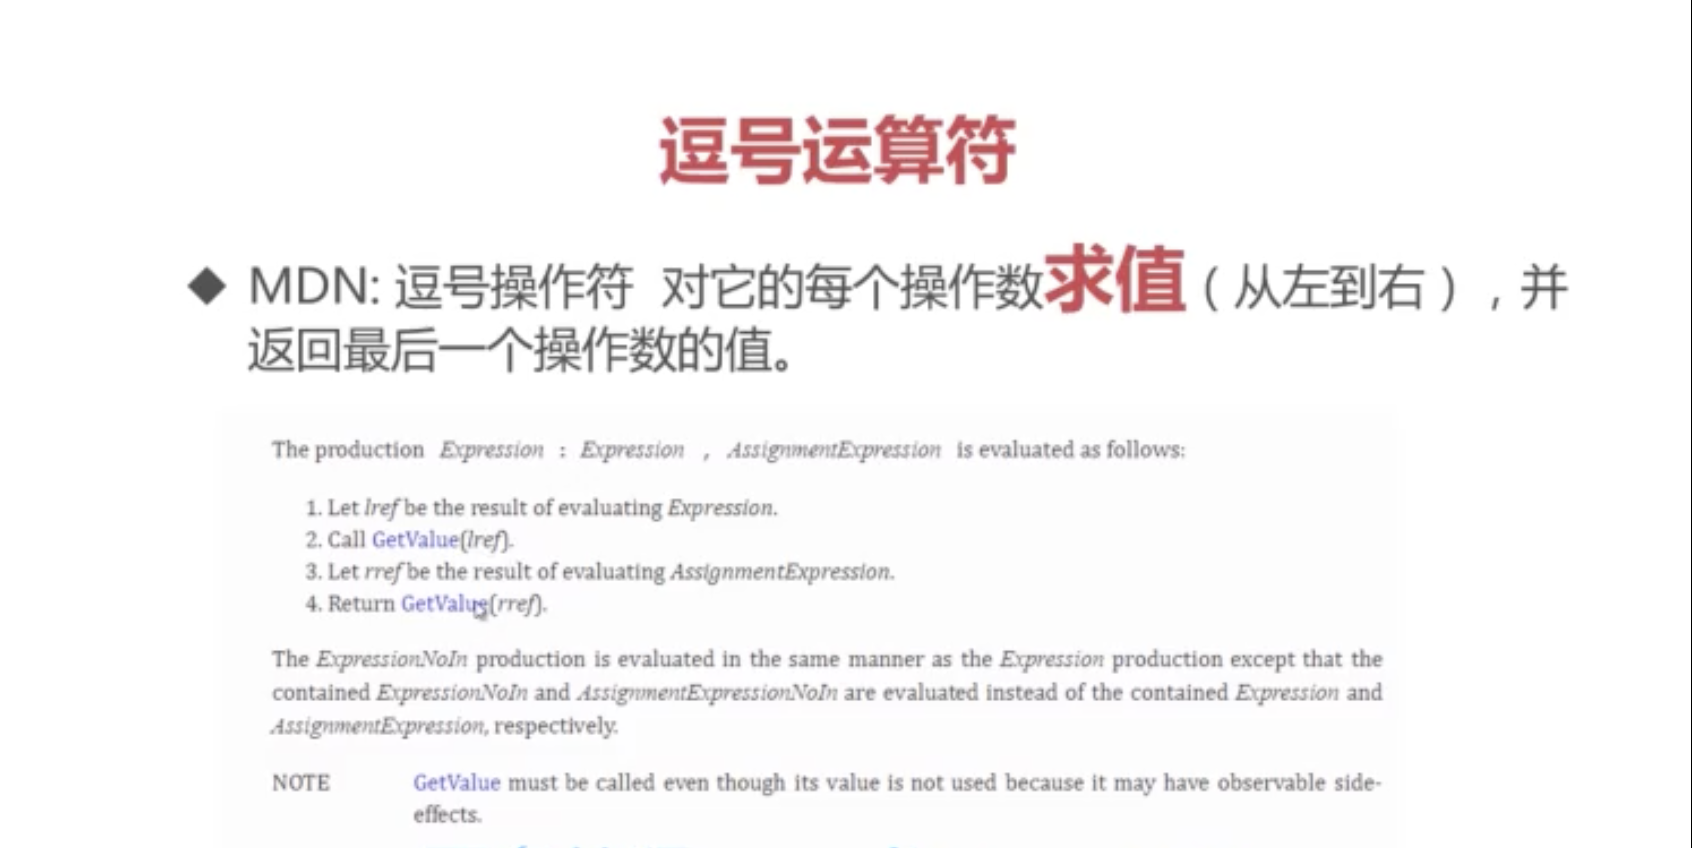 逗号运算符
◆ MDN: 逗号操作符 对它的每个操作数求值（从左到右），并
返回最后一个操作数的值。
The production Expression : Expression , AssignmentExpression is evaluated as follows:
1. Let lref be the result of evaluating Expression.
2. Call GetValue(lref).
3. Let rref be the result of evaluating AssignmentExpression.
4. Return GetValue(rref).
The ExpressionNoIn production is evaluated in the same manner as the Expression production except that the
contained ExpressionNoIn and AssignmentExpressionNoIn are evaluated instead of the contained Expression and
AssignmentExpression, respectively.
NOTE GetValue must be called even though its value is not used because it may have observable side-
effects.